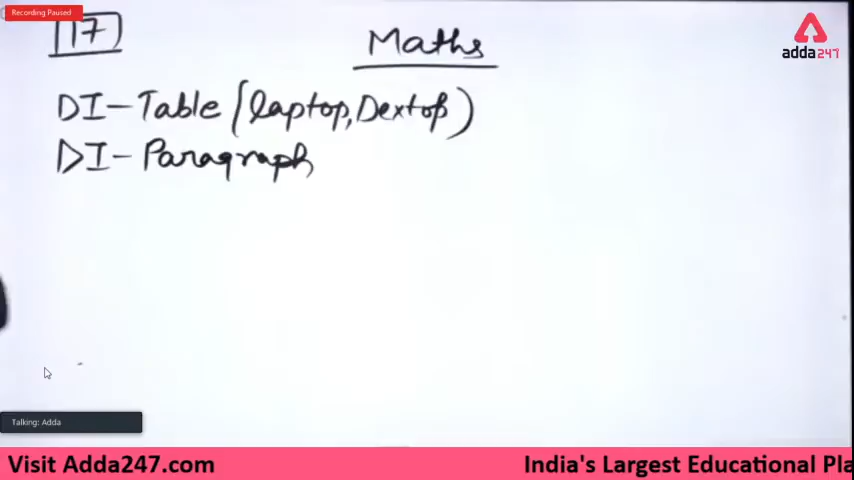 Recording Paused
17
Maths
adda247
DI-Table (laptop, Dextop)
DI- Paragraph
Talking: Adda
Visit Adda247.com
India's Largest Educational Pla